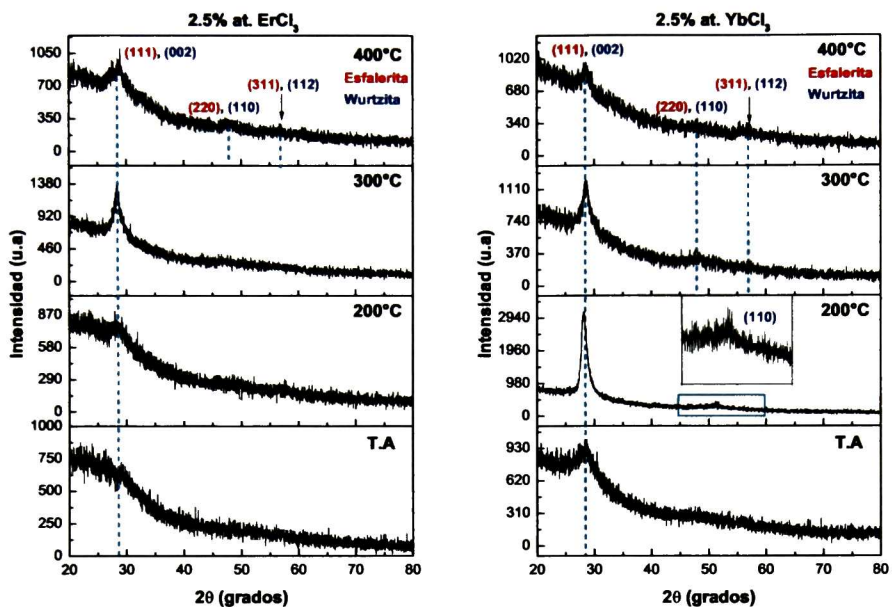 2.5% at. ErCl3
400°C
(111), (002)
Esfalerita
Wurtzita
(311), (112)
(220), (110)
1050
700
350
0
300°C
1380
920
460
0
200°C
870
580
290
0
T.A
1000
750
500
250
0
20 30 40 50 60 70 80
2θ (grados)
Intensidad (u.a)
2.5% at. YbCl3
400°C
(111), (002)
Esfalerita
Wurtzita
(311), (112)
(220), (110)
1020
680
340
0
300°C
1110
740
370
0
200°C
(110)
2940
1960
980
0
T.A
930
620
310
0
20 30 40 50 60 70 80
2θ (grados)
Intensidad (u.a)